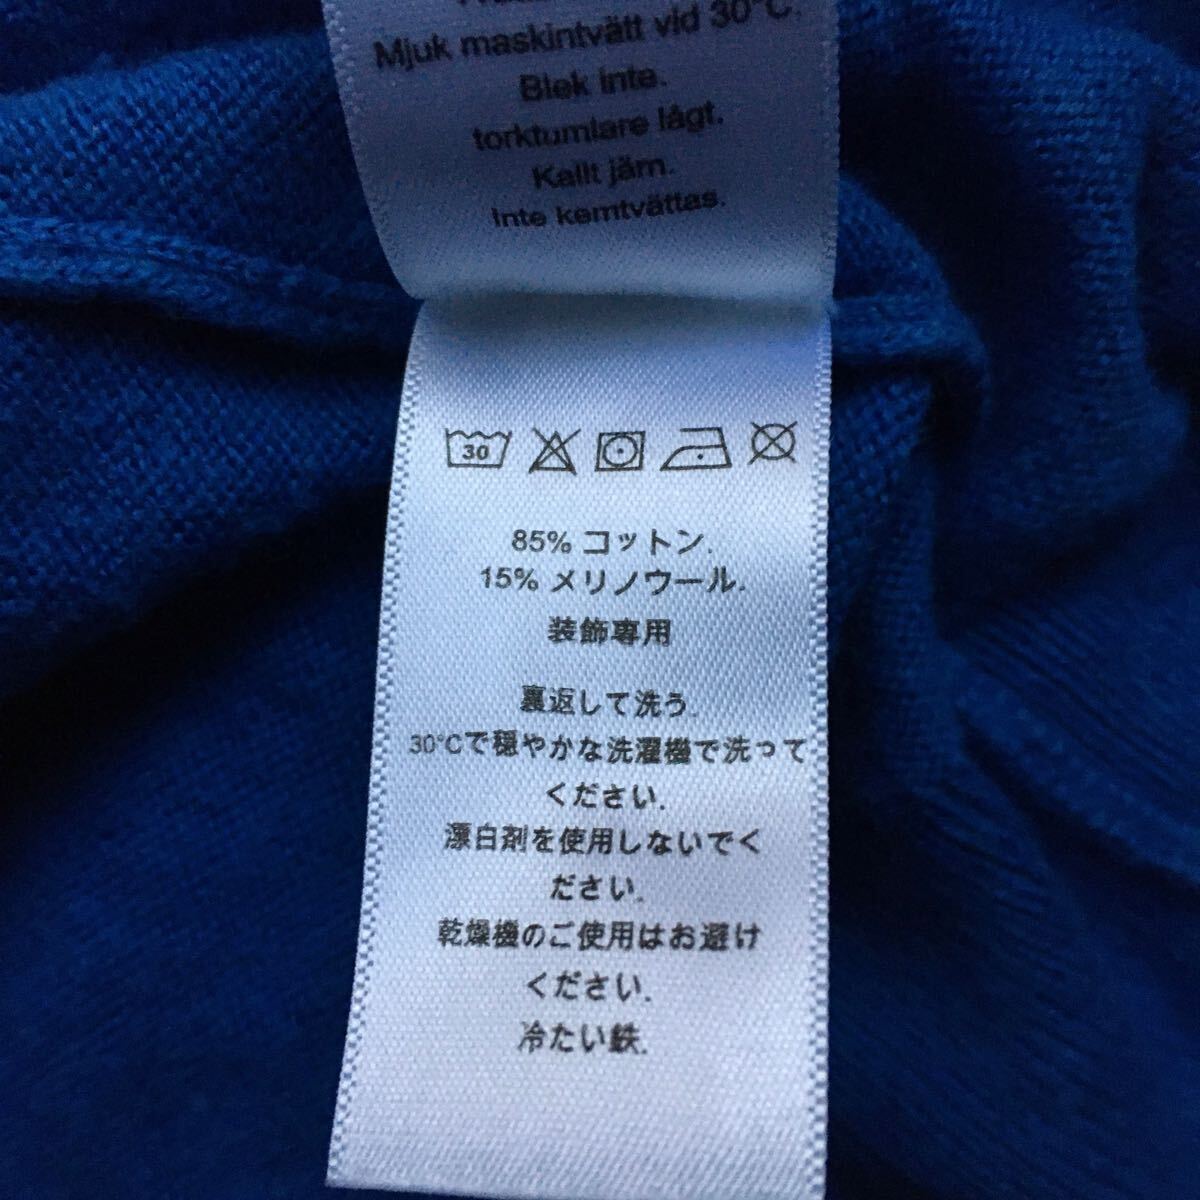 Mjuk maskintvätt vid 30°C.
Blek inte.
torktumlare lågt.
Kallt järn.
Inte kemtvättas.
30
85% コットン.
15% メリノウール.
装飾専用
裏返して洗う.
30°Cで穏やかな洗濯機で洗って
ください.
漂白剤を使用しないでく
ださい.
乾燥機のご使用はお避け
ください.
冷たい鉄.